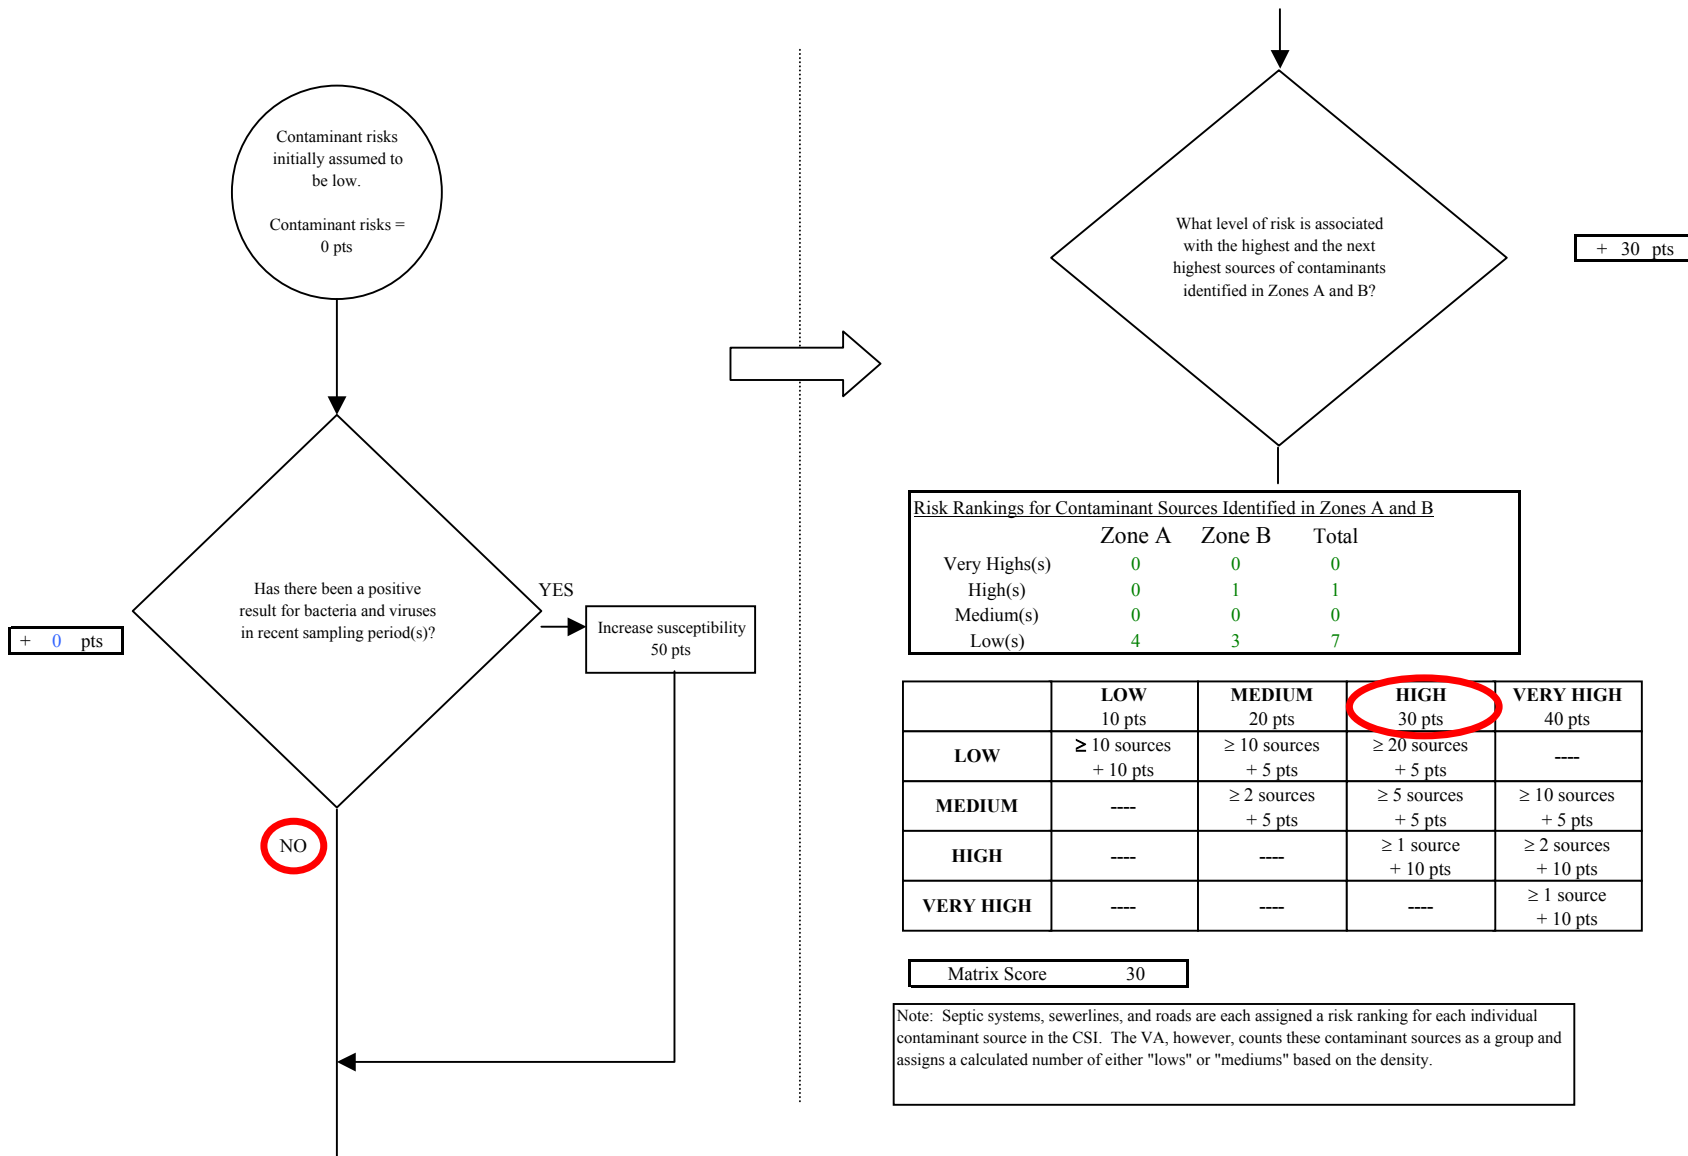 Contaminant risks
initially assumed to
be low.
Contaminant risks =
0 pts
Has there been a positive
result for bacteria and viruses
in recent sampling period(s)?
YES
Increase susceptibility
50 pts
+ 0 pts
NO
What level of risk is associated
with the highest and the next
highest sources of contaminants
identified in Zones A and B?
+ 30 pts
Risk Rankings for Contaminant Sources Identified in Zones A and B
Zone A Zone B Total
Very Highs(s) 0 0 0
High(s) 0 1 1
Medium(s) 0 0 0
Low(s) 4 3 7
LOW MEDIUM HIGH VERY HIGH
10 pts 20 pts 30 pts 40 pts
LOW ≥ 10 sources ≥ 10 sources ≥ 20 sources ----
+ 10 pts + 5 pts + 5 pts
MEDIUM ---- ≥ 2 sources ≥ 5 sources ≥ 10 sources
+ 5 pts + 5 pts + 5 pts
HIGH ---- ---- ≥ 1 source ≥ 2 sources
+ 10 pts + 10 pts
VERY HIGH ---- ---- ---- ≥ 1 source
+ 10 pts
Matrix Score 30
Note: Septic systems, sewerlines, and roads are each assigned a risk ranking for each individual
contaminant source in the CSI. The VA, however, counts these contaminant sources as a group and
assigns a calculated number of either "lows" or "mediums" based on the density.